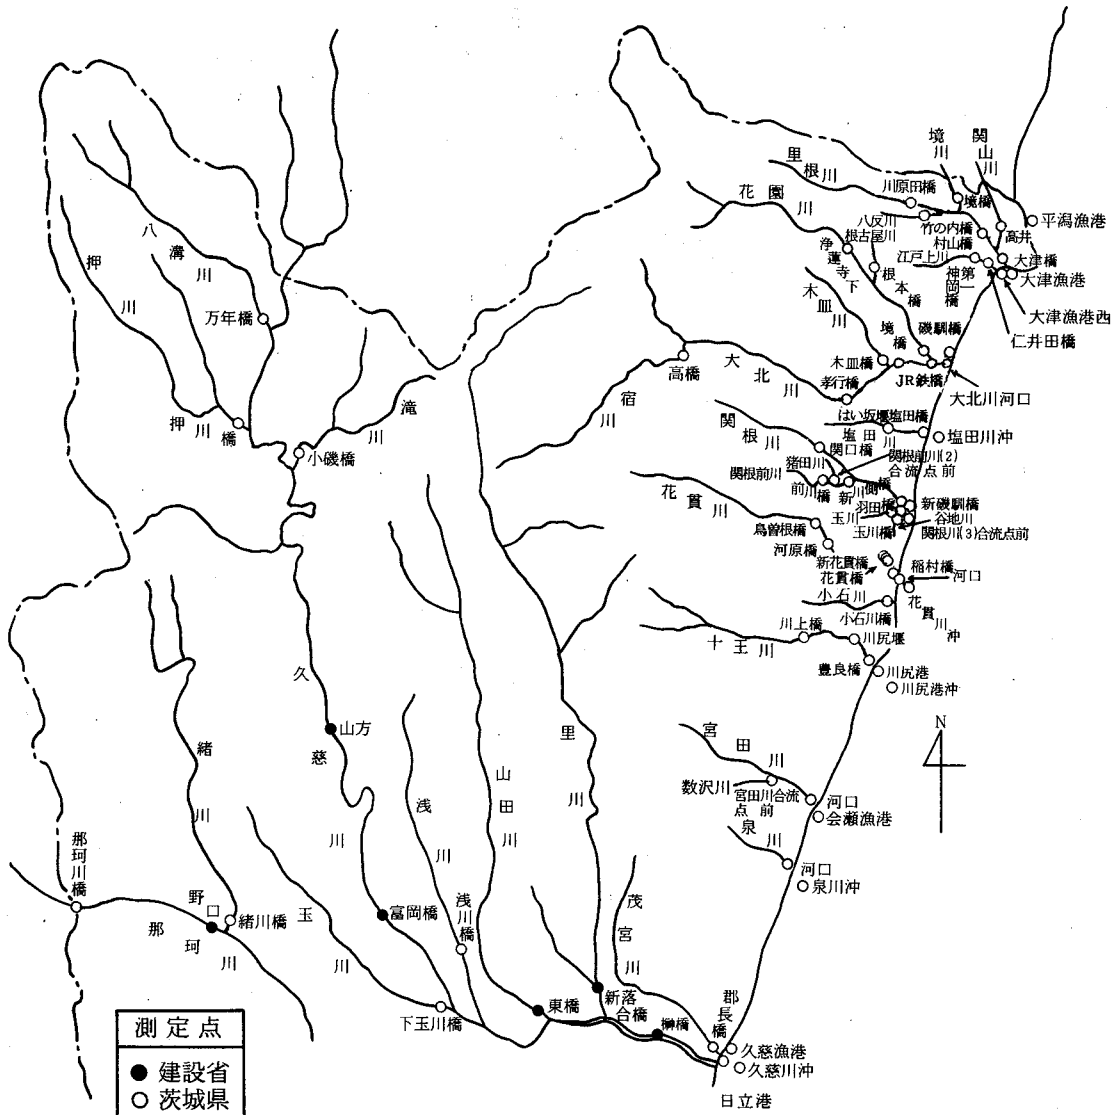 境川
関山川
里根川
川原田橋
境橋
花園川
八反川
竹の内橋
高井
平潟漁港
根古屋川
村山橋
江戸上川
大津橋
浄蓮寺下
根本橋
神岡橋
第一
大津漁港
大津漁港西
仁井田橋
八溝川
押川
万年橋
木皿川
境橋
磯馴橋
木皿橋
JR鉄橋
大北川
高橋
孝行橋
大北川河口
宿川
はい坂堰
塩田橋
塩田川
塩田川沖
滝川
押川橋
小磯橋
関根川
関口橋
関根前川(2)
合流点前
猪田川
関根前川
前川橋
花貫川
新磯馴橋
羽田橋
玉川
谷地川
玉川橋
関根川(3)合流点前
鳥曽根橋
河原橋
新花貫橋
花貫橋
稲村橋
河口
小石川
小石川橋
花貫川沖
十王川
川上橋
川尻堰
豊良橋
川尻港
川尻港沖
久慈川
山方
里川
山田川
浅川
緒川
宮田川
数沢川
宮田川合流
点前
河口
会瀬漁港
泉川
河口
泉川沖
N
那珂川橋
野口
緒川橋
那珂川
玉川
富岡橋
浅川橋
茂宮川
下玉川橋
東橋
新落合橋
榊橋
郡長橋
久慈漁港
久慈川沖
日立港
測定点
● 建設省
○ 茨城県